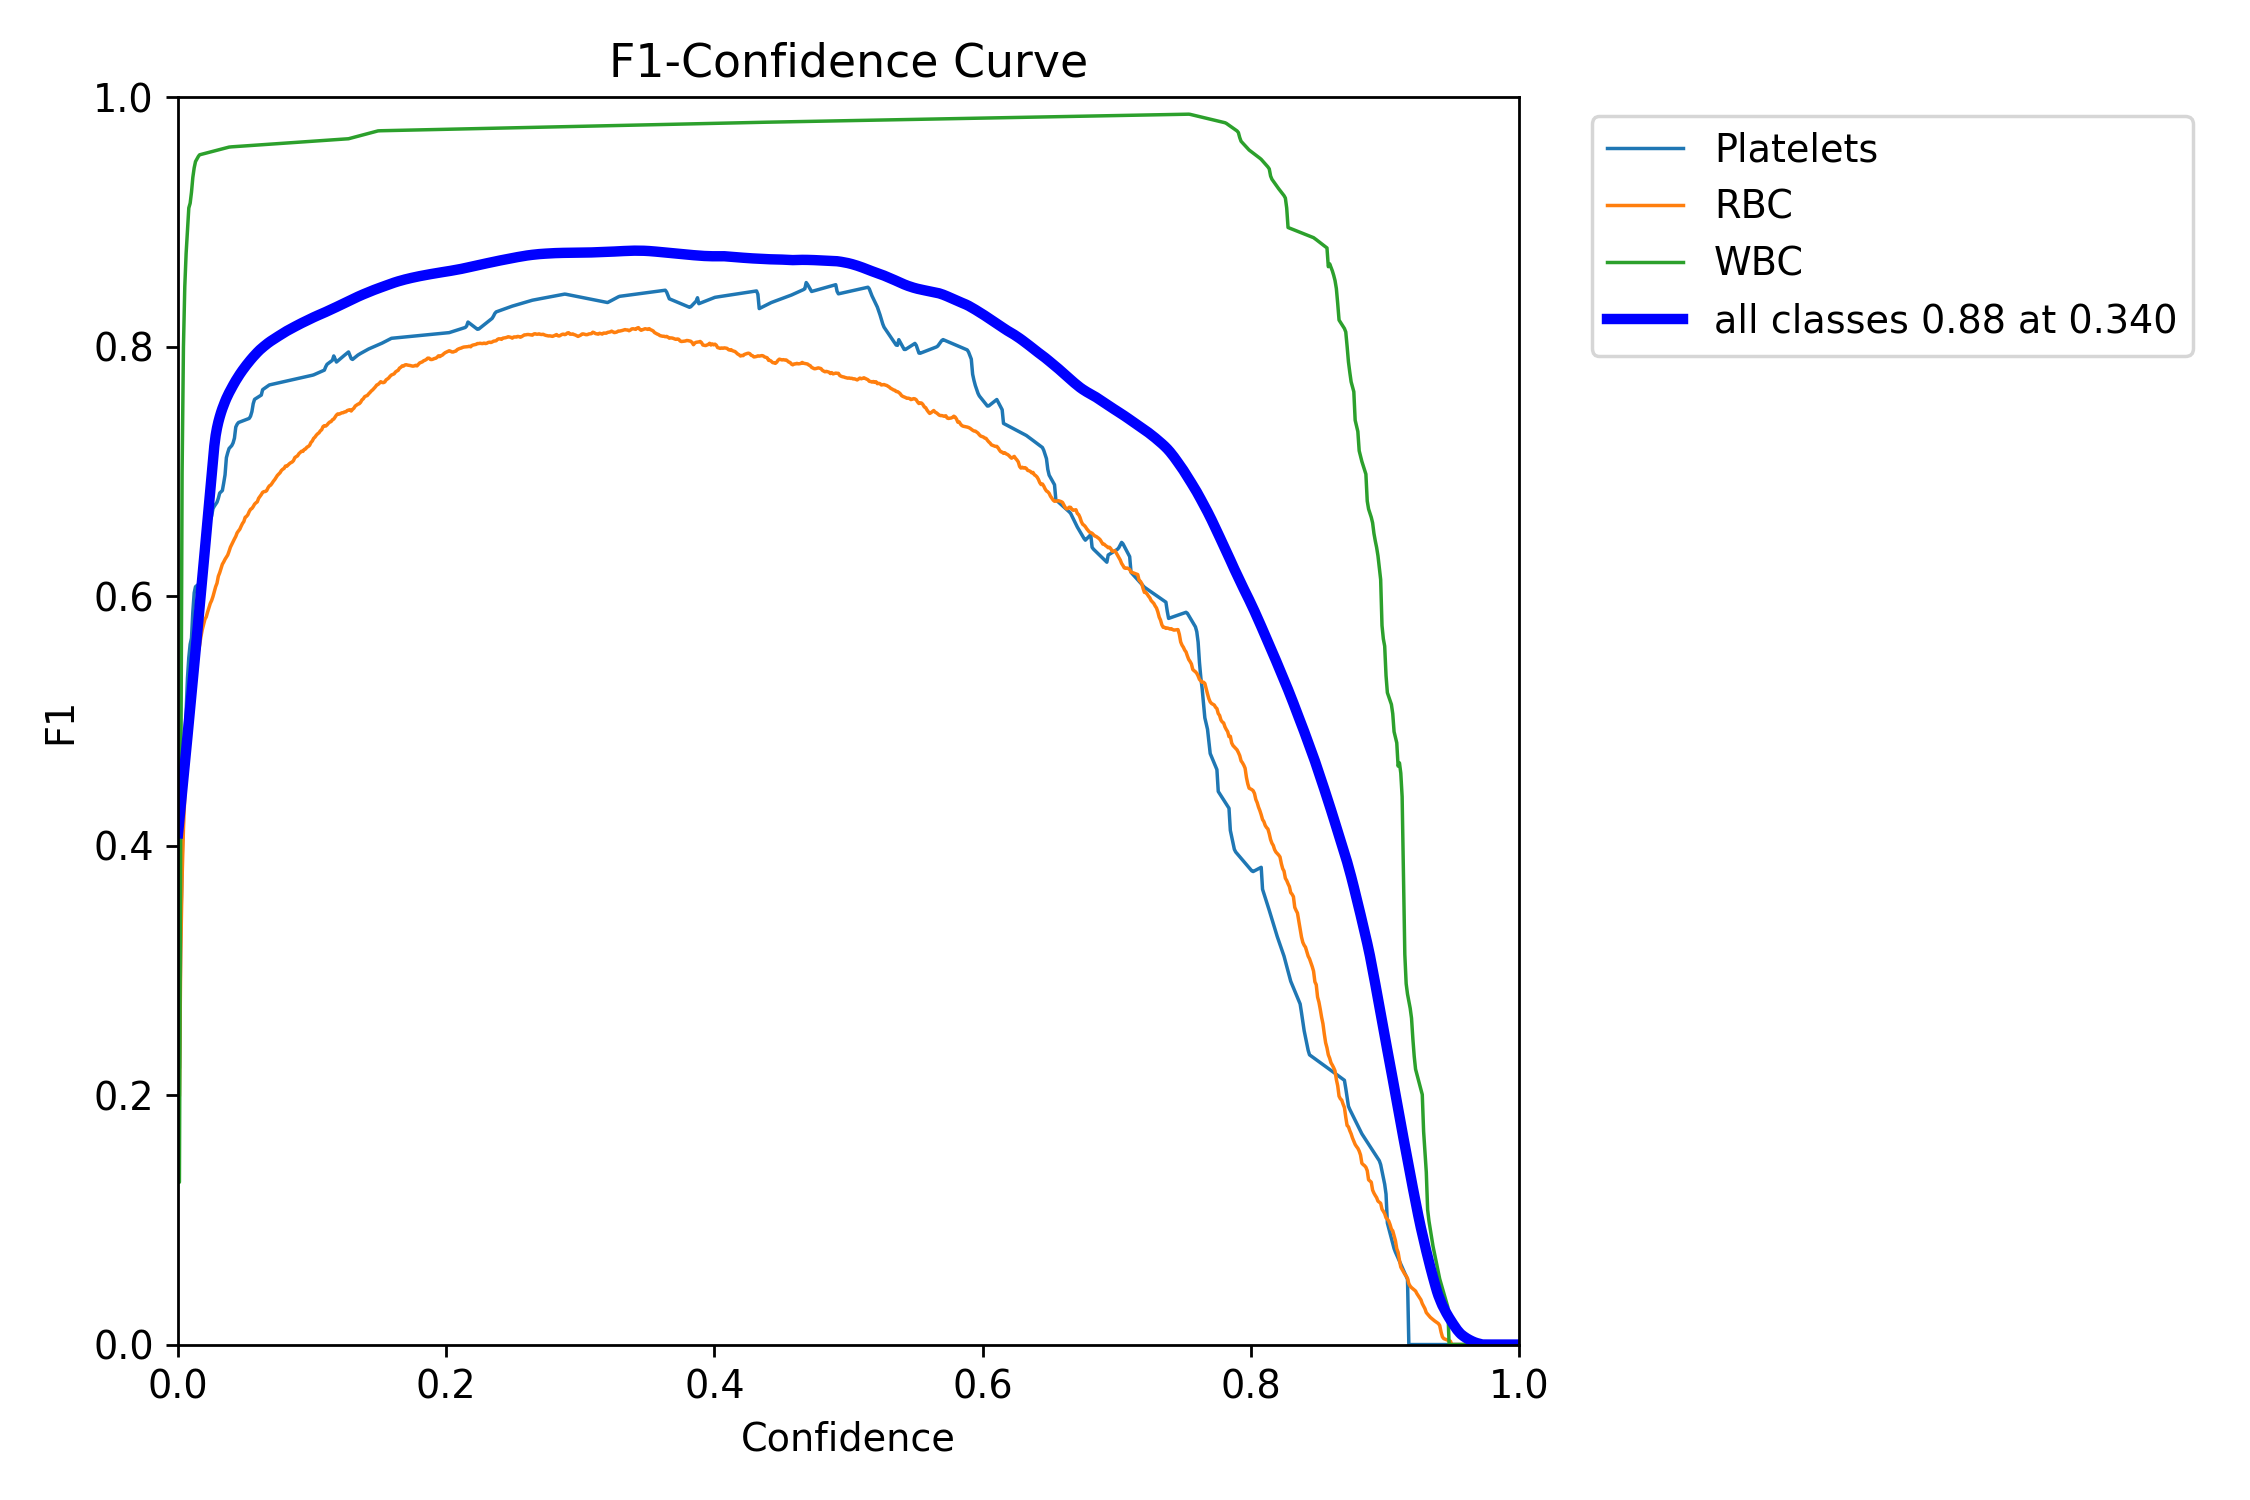 F1-Confidence Curve
1.0
0.8
0.6
0.4
0.2
0.0
F1
0.0 0.2 0.4 0.6 0.8 1.0
Confidence
Platelets
RBC
WBC
all classes 0.88 at 0.340